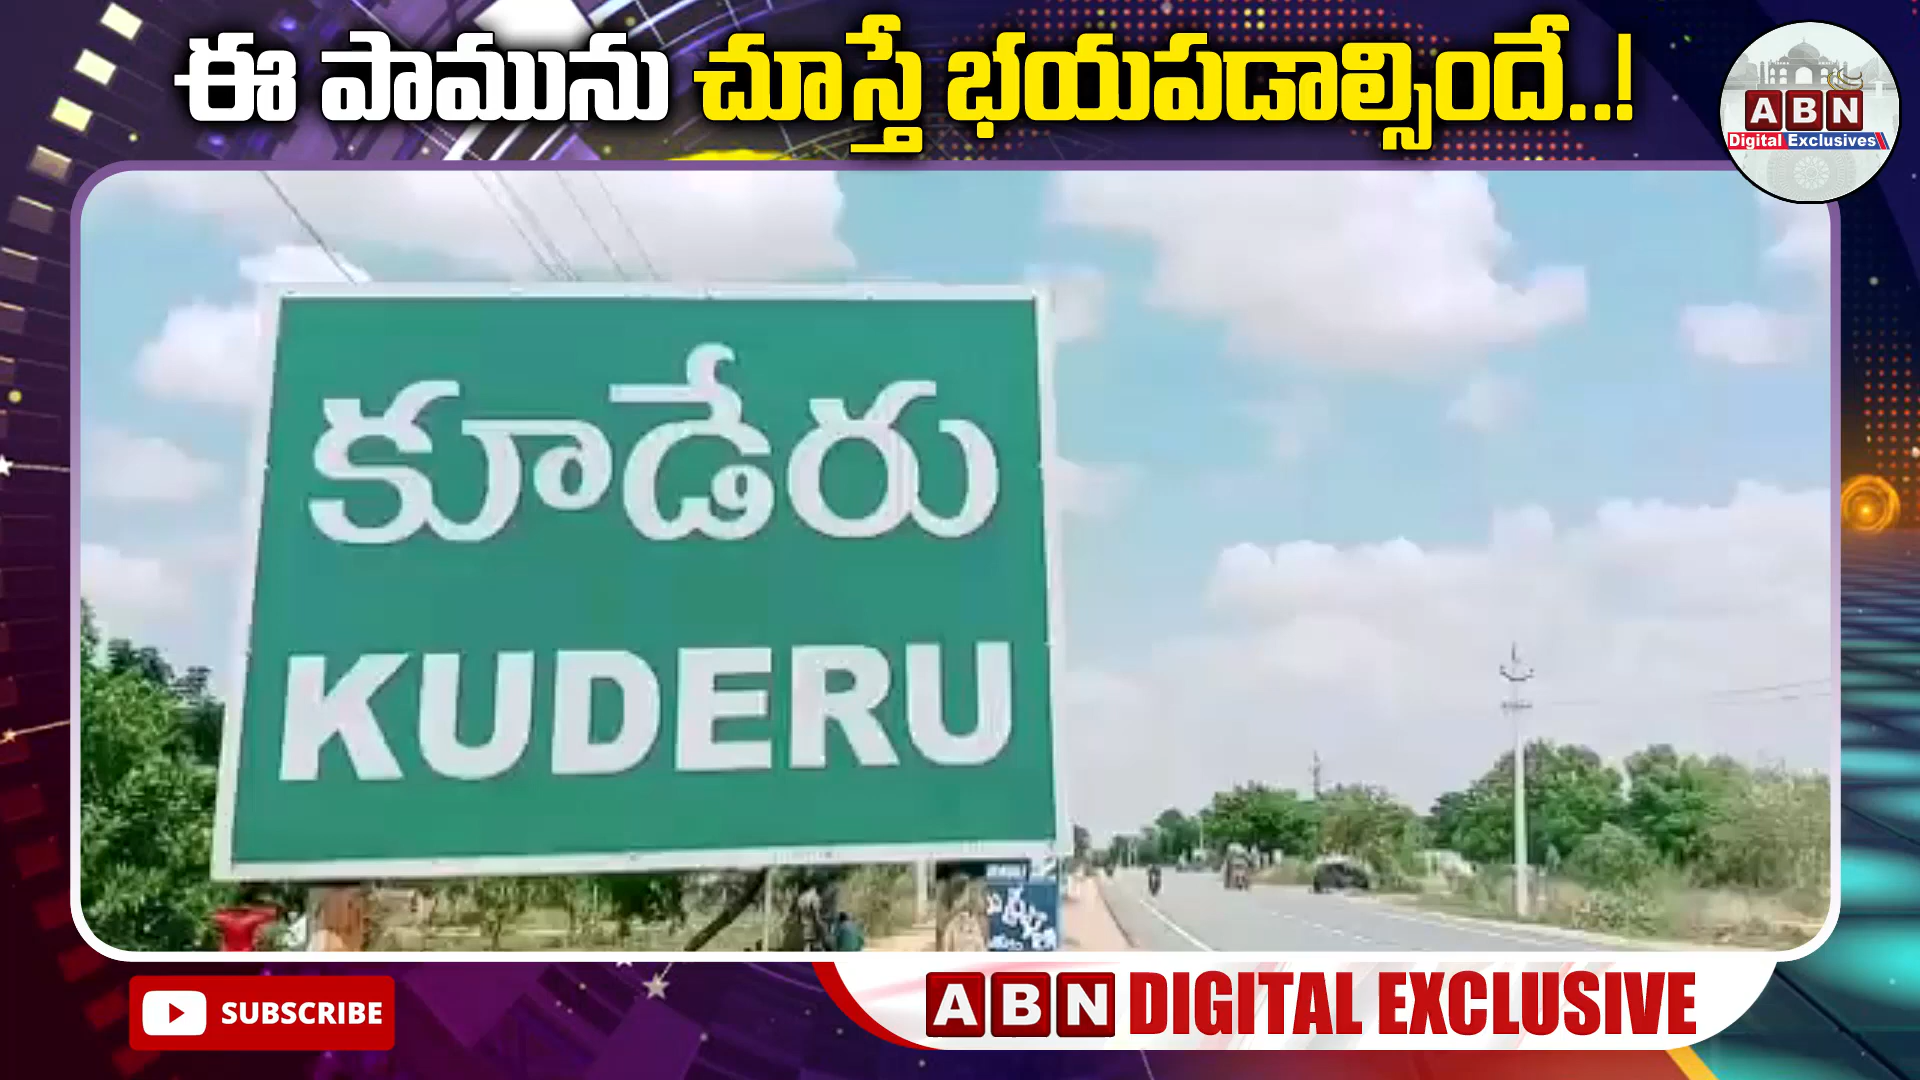 ఈ పామును చూస్తే భయపడాల్సిందే..!
ABN
Digital Exclusives
కూడేరు
KUDERU
SUBSCRIBE
ABN DIGITAL EXCLUSIVE